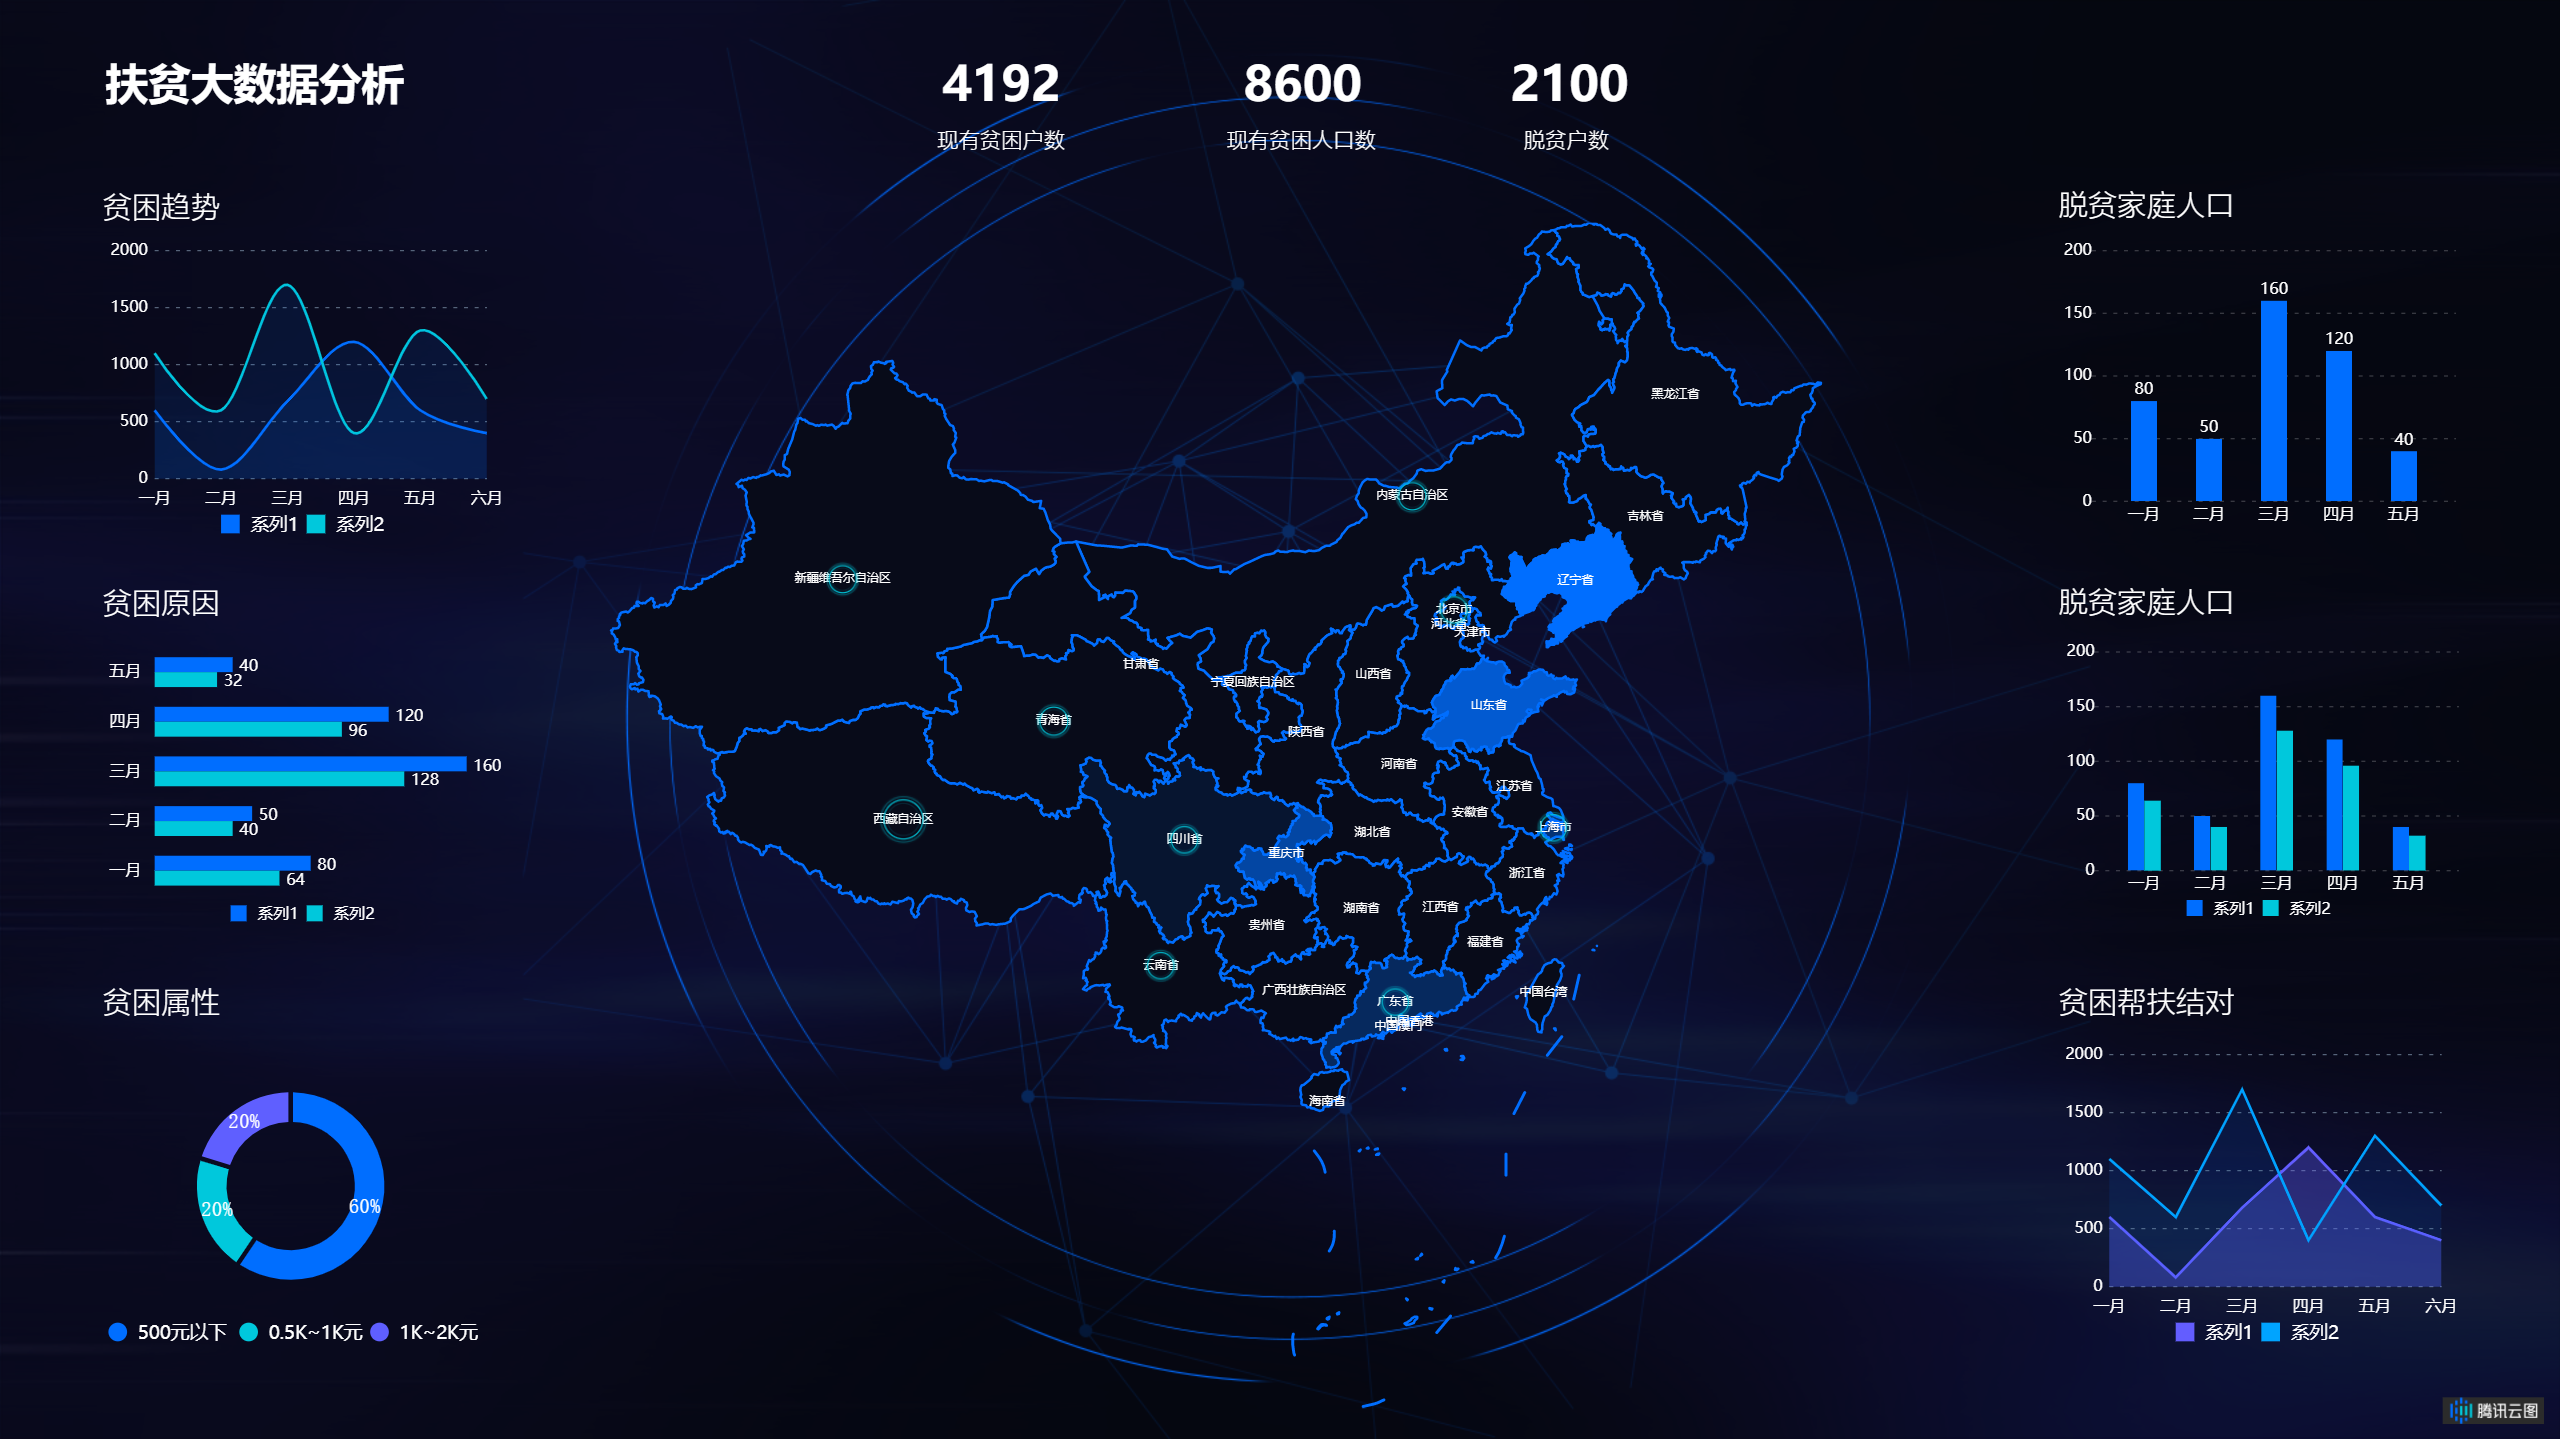 扶贫大数据分析
4192
8600
2100
现有贫困户数
现有贫困人口数
脱贫户数
贫困趋势
2000
1500
1000
500
0
一月 二月 三月 四月 五月 六月
系列1 系列2
贫困原因
五月 40
32
四月 120
96
三月 160
128
二月 50
40
一月 80
64
系列1 系列2
贫困属性
20%
20%
60%
500元以下 0.5K~1K元 1K~2K元
黑龙江省
内蒙古自治区
吉林省
新疆维吾尔自治区
辽宁省
北京市
河北省
天津市
甘肃省
山西省
宁夏回族自治区
山东省
青海省
陕西省
河南省
江苏省
安徽省
西藏自治区
上海市
湖北省
四川省
重庆市
浙江省
湖南省
江西省
贵州省
福建省
云南省
广西壮族自治区
中国台湾
广东省
中国香港
中国澳门
海南省
脱贫家庭人口
200
150
100
50
0
80
50
160
120
40
一月 二月 三月 四月 五月
脱贫家庭人口
200
150
100
50
0
一月 二月 三月 四月 五月
系列1 系列2
贫困帮扶结对
2000
1500
1000
500
0
一月 二月 三月 四月 五月 六月
系列1 系列2
腾讯云图